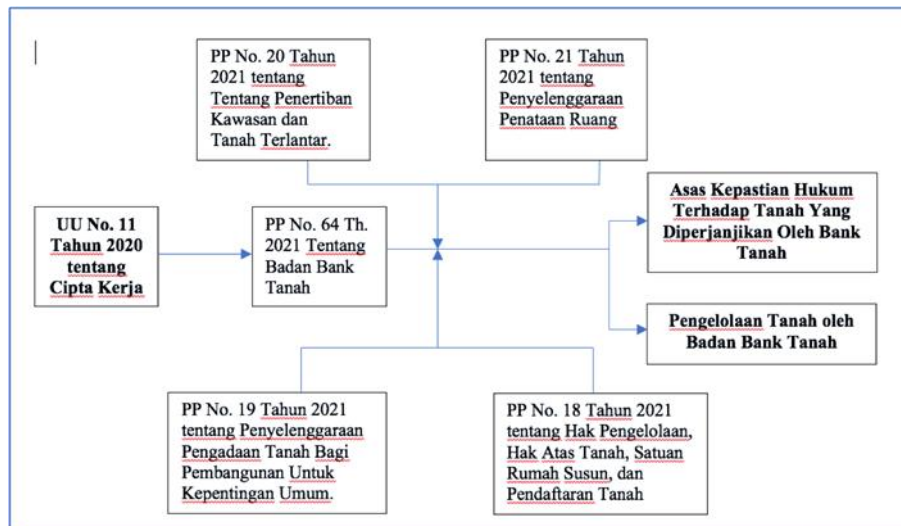 PP No. 20 Tahun
2021 tentang
Tentang Penertiban
Kawasan dan
Tanah Terlantar.
PP No. 21 Tahun
2021 tentang
Penyelenggaraan
Penataan Ruang
UU No. 11
Tahun 2020
tentang
Cipta Kerja
PP No. 64 Th.
2021 Tentang
Badan Bank
Tanah
Asas Kepastian Hukum
Terhadap Tanah Yang
Diperjanjikan Oleh Bank
Tanah
Pengelolaan Tanah oleh
Badan Bank Tanah
PP No. 19 Tahun 2021
tentang Penyelenggaraan
Pengadaan Tanah Bagi
Pembangunan Untuk
Kepentingan Umum.
PP No. 18 Tahun 2021
tentang Hak Pengelolaan,
Hak Atas Tanah, Satuan
Rumah Susun, dan
Pendaftaran Tanah